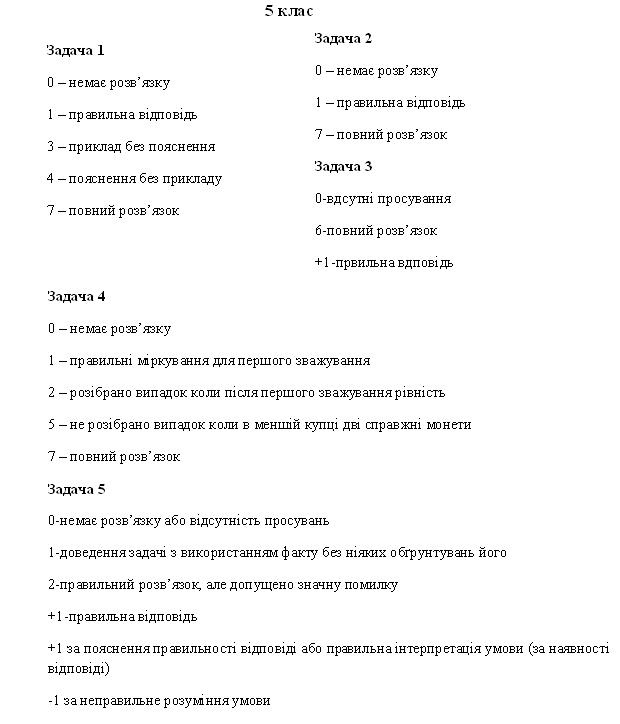 5 клас
Задача 1
0 – немає розв’язку
1 – правильна відповідь
3 – приклад без пояснення
4 – пояснення без прикладу
7 – повний розв’язок
Задача 2
0 – немає розв’язку
1 – правильна відповідь
7 – повний розв’язок
Задача 3
0-вдсутні просування
6-повний розв’язок
+1-првильна вдповідь
Задача 4
0 – немає розв’язку
1 – правильні міркування для першого зважування
2 – розібрано випадок коли після першого зважування рівність
5 – не розібрано випадок коли в меншій купці дві справжні монети
7 – повний розв’язок
Задача 5
0-немає розв’язку або відсутність просувань
1-доведення задачі з використанням факту без ніяких обґрунтувань його
2-правильний розв’язок, але допущено значну помилку
+1-правильна відповідь
+1 за пояснення правильності відповіді або правильна інтерпретація умови (за наявності
відповіді)
-1 за неправильне розуміння умови